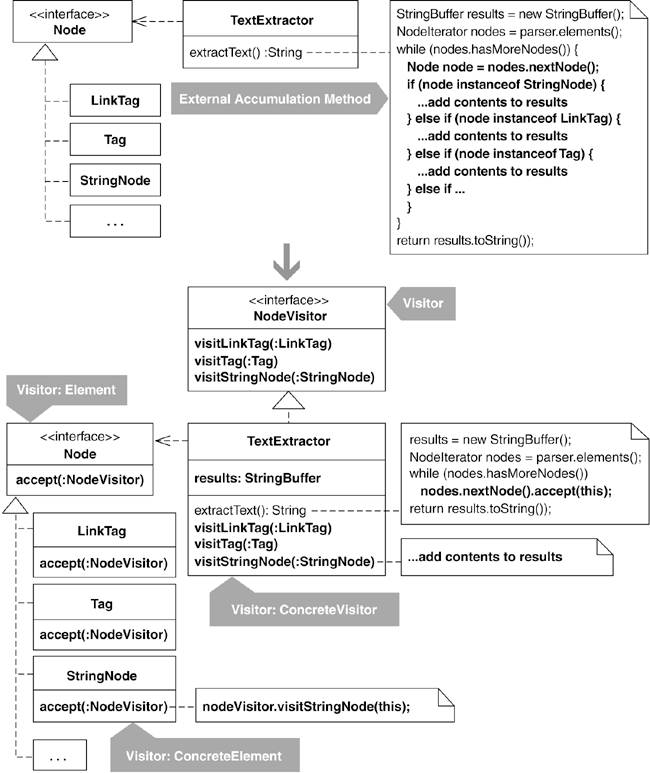 <<interface>>
Node
TextExtractor
extractText() :String
StringBuffer results = new StringBuffer();
NodeIterator nodes = parser.elements();
while (nodes.hasMoreNodes()) {
Node node = nodes.nextNode();
if (node instanceof StringNode) {
...add contents to results
} else if (node instanceof LinkTag) {
...add contents to results
} else if (node instanceof Tag) {
...add contents to results
} else if ...
}
}
return results.toString());
External Accumulation Method
LinkTag
Tag
StringNode
...
<<interface>>
NodeVisitor
visitLinkTag(:LinkTag)
visitTag(:Tag)
visitStringNode(:StringNode)
Visitor
Visitor: Element
<<interface>>
Node
accept(:NodeVisitor)
TextExtractor
results: StringBuffer
extractText(): String
visitLinkTag(:LinkTag)
visitTag(:Tag)
visitStringNode(:StringNode)
results = new StringBuffer();
NodeIterator nodes = parser.elements();
while (nodes.hasMoreNodes())
nodes.nextNode().accept(this);
return results.toString());
...add contents to results
Visitor: ConcreteVisitor
LinkTag
accept(:NodeVisitor)
Tag
accept(:NodeVisitor)
StringNode
accept(:NodeVisitor)
nodeVisitor.visitStringNode(this);
Visitor: ConcreteElement
...